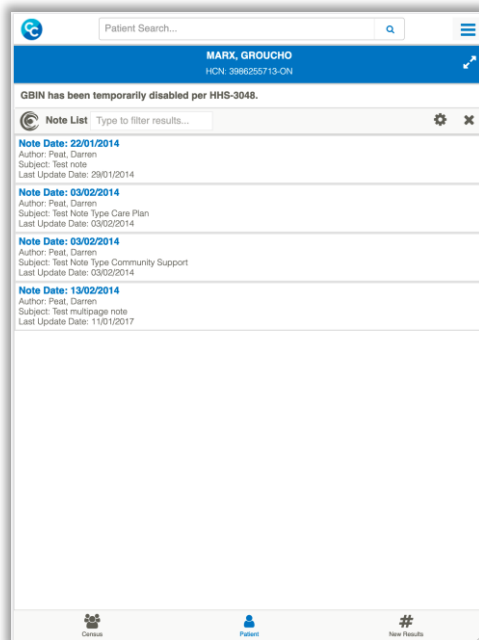 Patient Search...
MARX, GROUCHO
HCN: 3986255713-ON
GBIN has been temporarily disabled per HHS-3048.
Note List Type to filter results...
Note Date: 22/01/2014
Author: Peat, Darren
Subject: Test note
Last Update Date: 29/01/2014
Note Date: 03/02/2014
Author: Peat, Darren
Subject: Test Note Type Care Plan
Last Update Date: 03/02/2014
Note Date: 03/02/2014
Author: Peat, Darren
Subject: Test Note Type Community Support
Last Update Date: 03/02/2014
Note Date: 13/02/2014
Author: Peat, Darren
Subject: Test multipage note
Last Update Date: 11/01/2017
Census Patient New Results